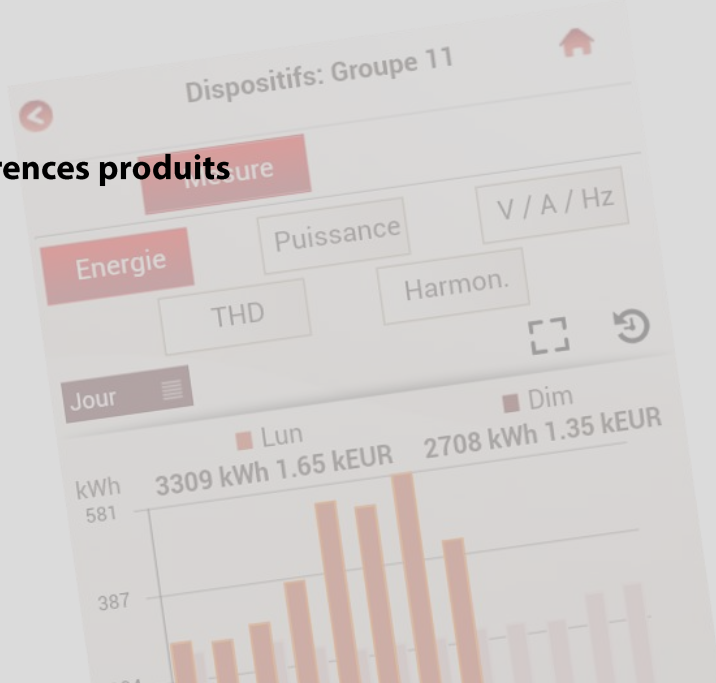 Dispositifs: Groupe 11
rences produits
Mesure
Energie
Puissance
V / A / Hz
THD
Harmon.
Jour
Lun
Dim
3309 kWh 1.65 kEUR
2708 kWh 1.35 kEUR
kWh
581
387